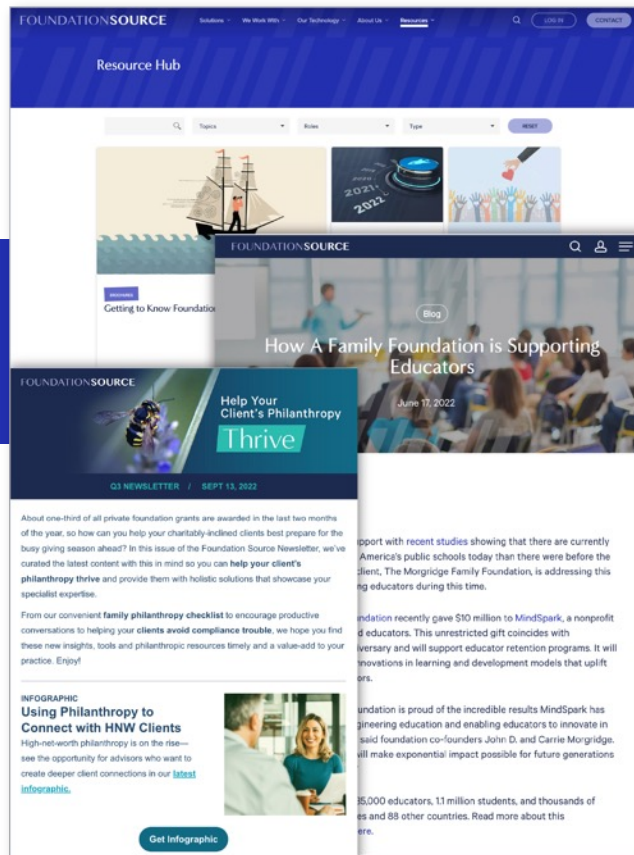 FOUNDATIONSOURCE
Solutions
We Work With
Our Technology
About Us
Resources
LOG IN
CONTACT
Resource Hub
Topics
Roles
Type
RESET
2021
2022
Getting to Know Foundation
FOUNDATIONSOURCE
Blog
How A Family Foundation is Supporting
Educators
June 17, 2022
FOUNDATIONSOURCE
Help Your
Client's Philanthropy
Thrive
Q3 NEWSLETTER / SEPT 13, 2022
About one-third of all private foundation grants are awarded in the last two months
of the year, so how can you help your charitably-inclined clients best prepare for the
busy giving season ahead? In this issue of the Foundation Source Newsletter, we've
curated the latest content with this in mind so you can help your client's
philanthropy thrive and provide them with holistic solutions that showcase your
specialist expertise.
From our convenient family philanthropy checklist to encourage productive
conversations to helping your clients avoid compliance trouble, we hope you find
these new insights, tools and philanthropic resources timely and a value-add to your
practice. Enjoy!
INFOGRAPHIC
Using Philanthropy to
Connect with HNW Clients
High-net-worth philanthropy is on the rise—
see the opportunity for advisors who want to
create deeper client connections in our latest
infographic.
Get Infographic
support with recent studies showing that there are currently
America's public schools today than there were before the
client, The Morgridge Family Foundation, is addressing this
educators during this time.
recently gave $10 million to MindSpark, a nonprofit
educators. This unrestricted gift coincides with
and will support educator retention programs. It will
innovations in learning and development models that uplift
is proud of the incredible results MindSpark has
education and enabling educators to innovate in
said foundation co-founders John D. and Carrie Morgridge.
will make exponential impact possible for future generations
educators, 1.1 million students, and thousands of
and 88 other countries. Read more about this